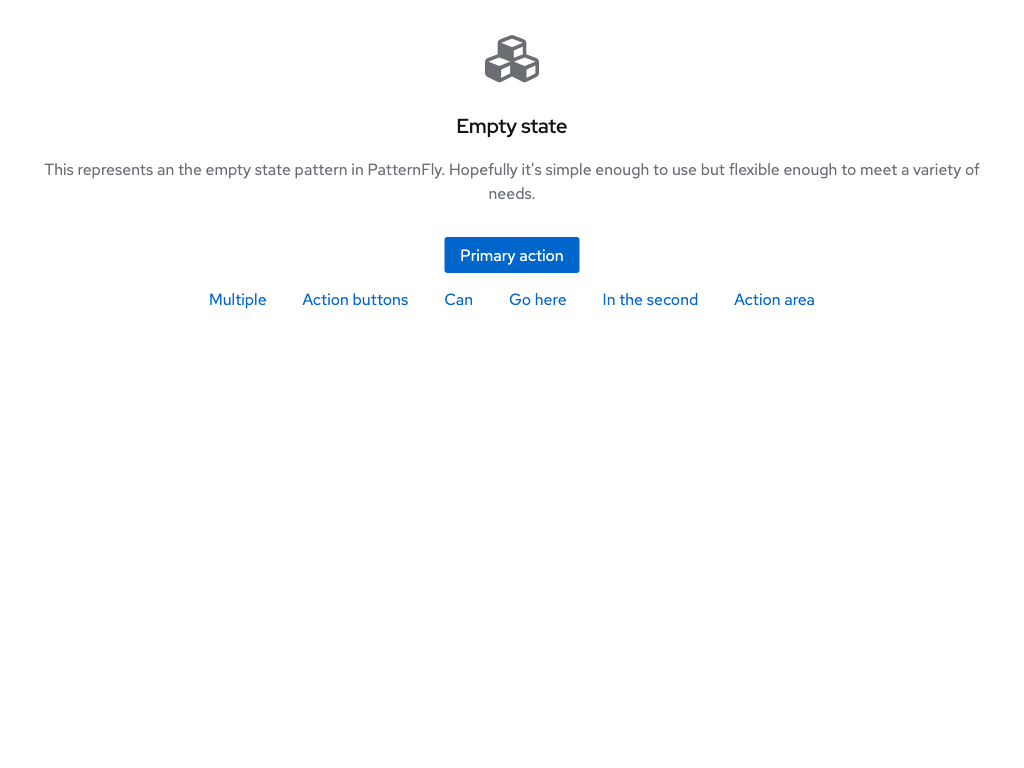 Empty state
This represents an the empty state pattern in PatternFly. Hopefully it's simple enough to use but flexible enough to meet a variety of
needs.
Primary action
Multiple Action buttons Can Go here In the second Action area